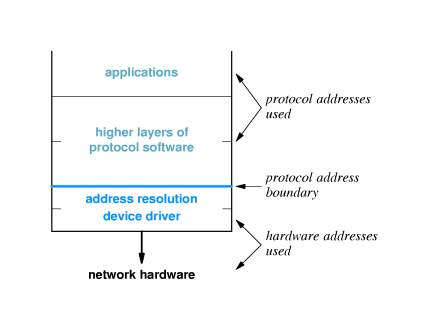 applications
protocol addresses
used
higher layers of
protocol software
protocol address
boundary
address resolution
device driver
hardware addresses
used
network hardware